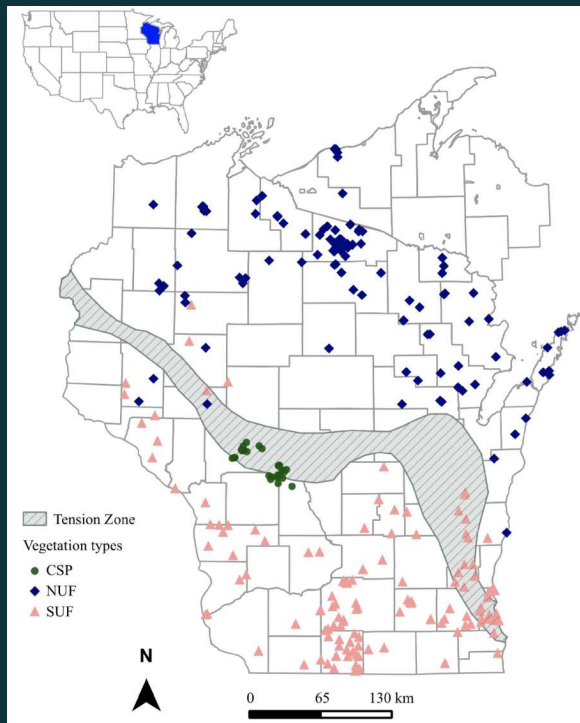 Tension Zone
Vegetation types
CSP
NUF
SUF
N
0 65 130 km